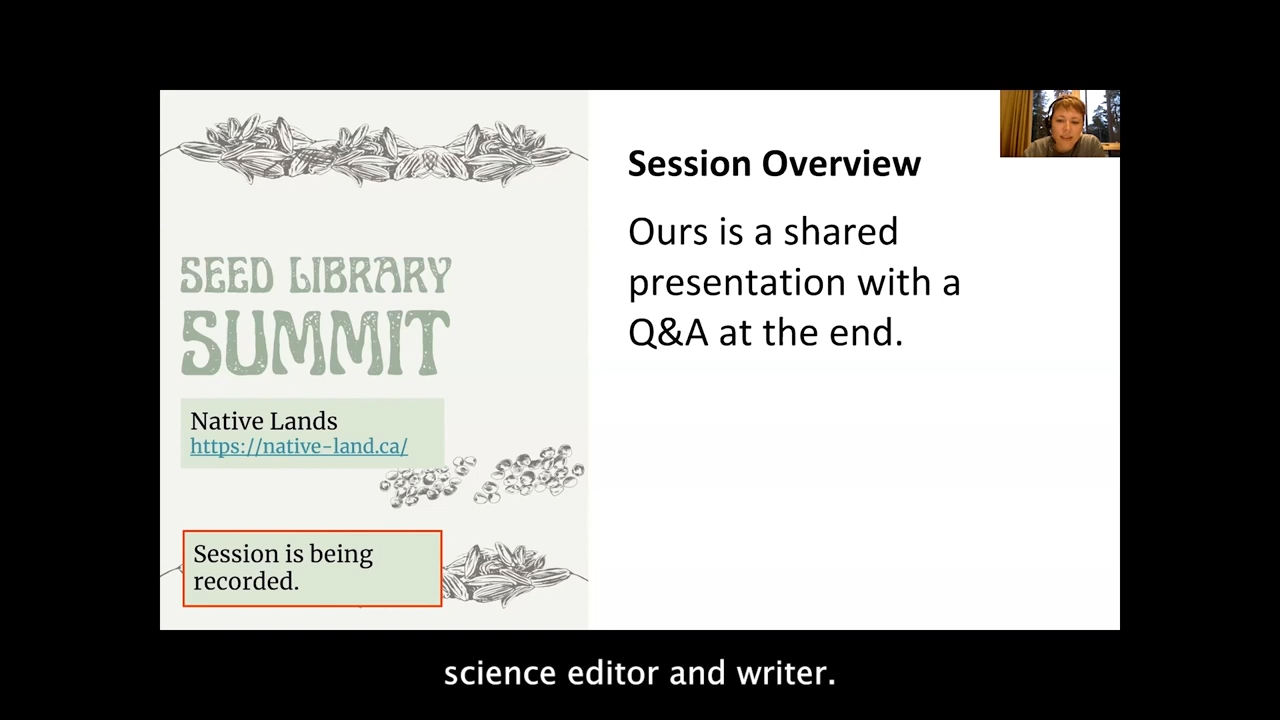 SEED LIBRARY
SUMMIT
Native Lands
https://native-land.ca/
Session is being
recorded.
Session Overview
Ours is a shared
presentation with a
Q&A at the end.
science editor and writer.